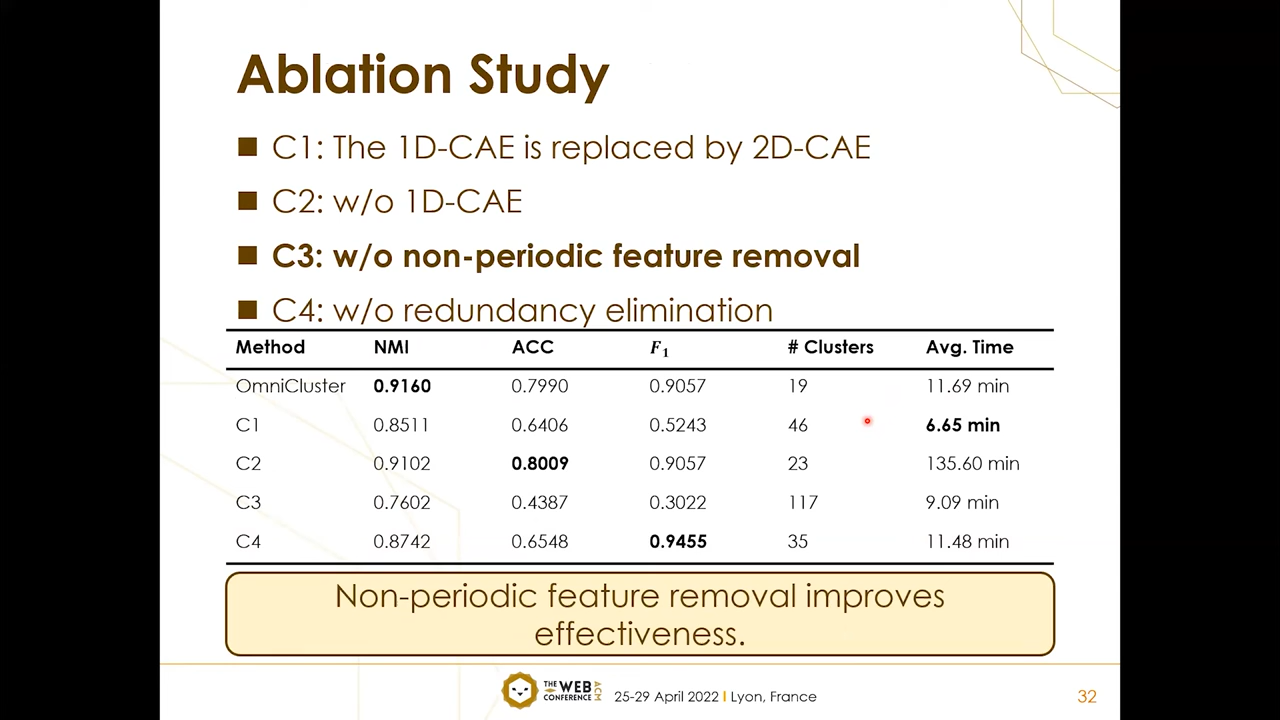 Ablation Study
■ C1: The 1D-CAE is replaced by 2D-CAE
■ C2: w/o 1D-CAE
■ C3: w/o non-periodic feature removal
■ C4: w/o redundancy elimination
Method NMI ACC F₁ # Clusters Avg. Time
OmniCluster 0.9160 0.7990 0.9057 19 11.69 min
C1 0.8511 0.6406 0.5243 46 6.65 min
C2 0.9102 0.8009 0.9057 23 135.60 min
C3 0.7602 0.4387 0.3022 117 9.09 min
C4 0.8742 0.6548 0.9455 35 11.48 min
Non-periodic feature removal improves
effectiveness.
THE WEB CONFERENCE ACM 25-29 April 2022 I Lyon, France 32